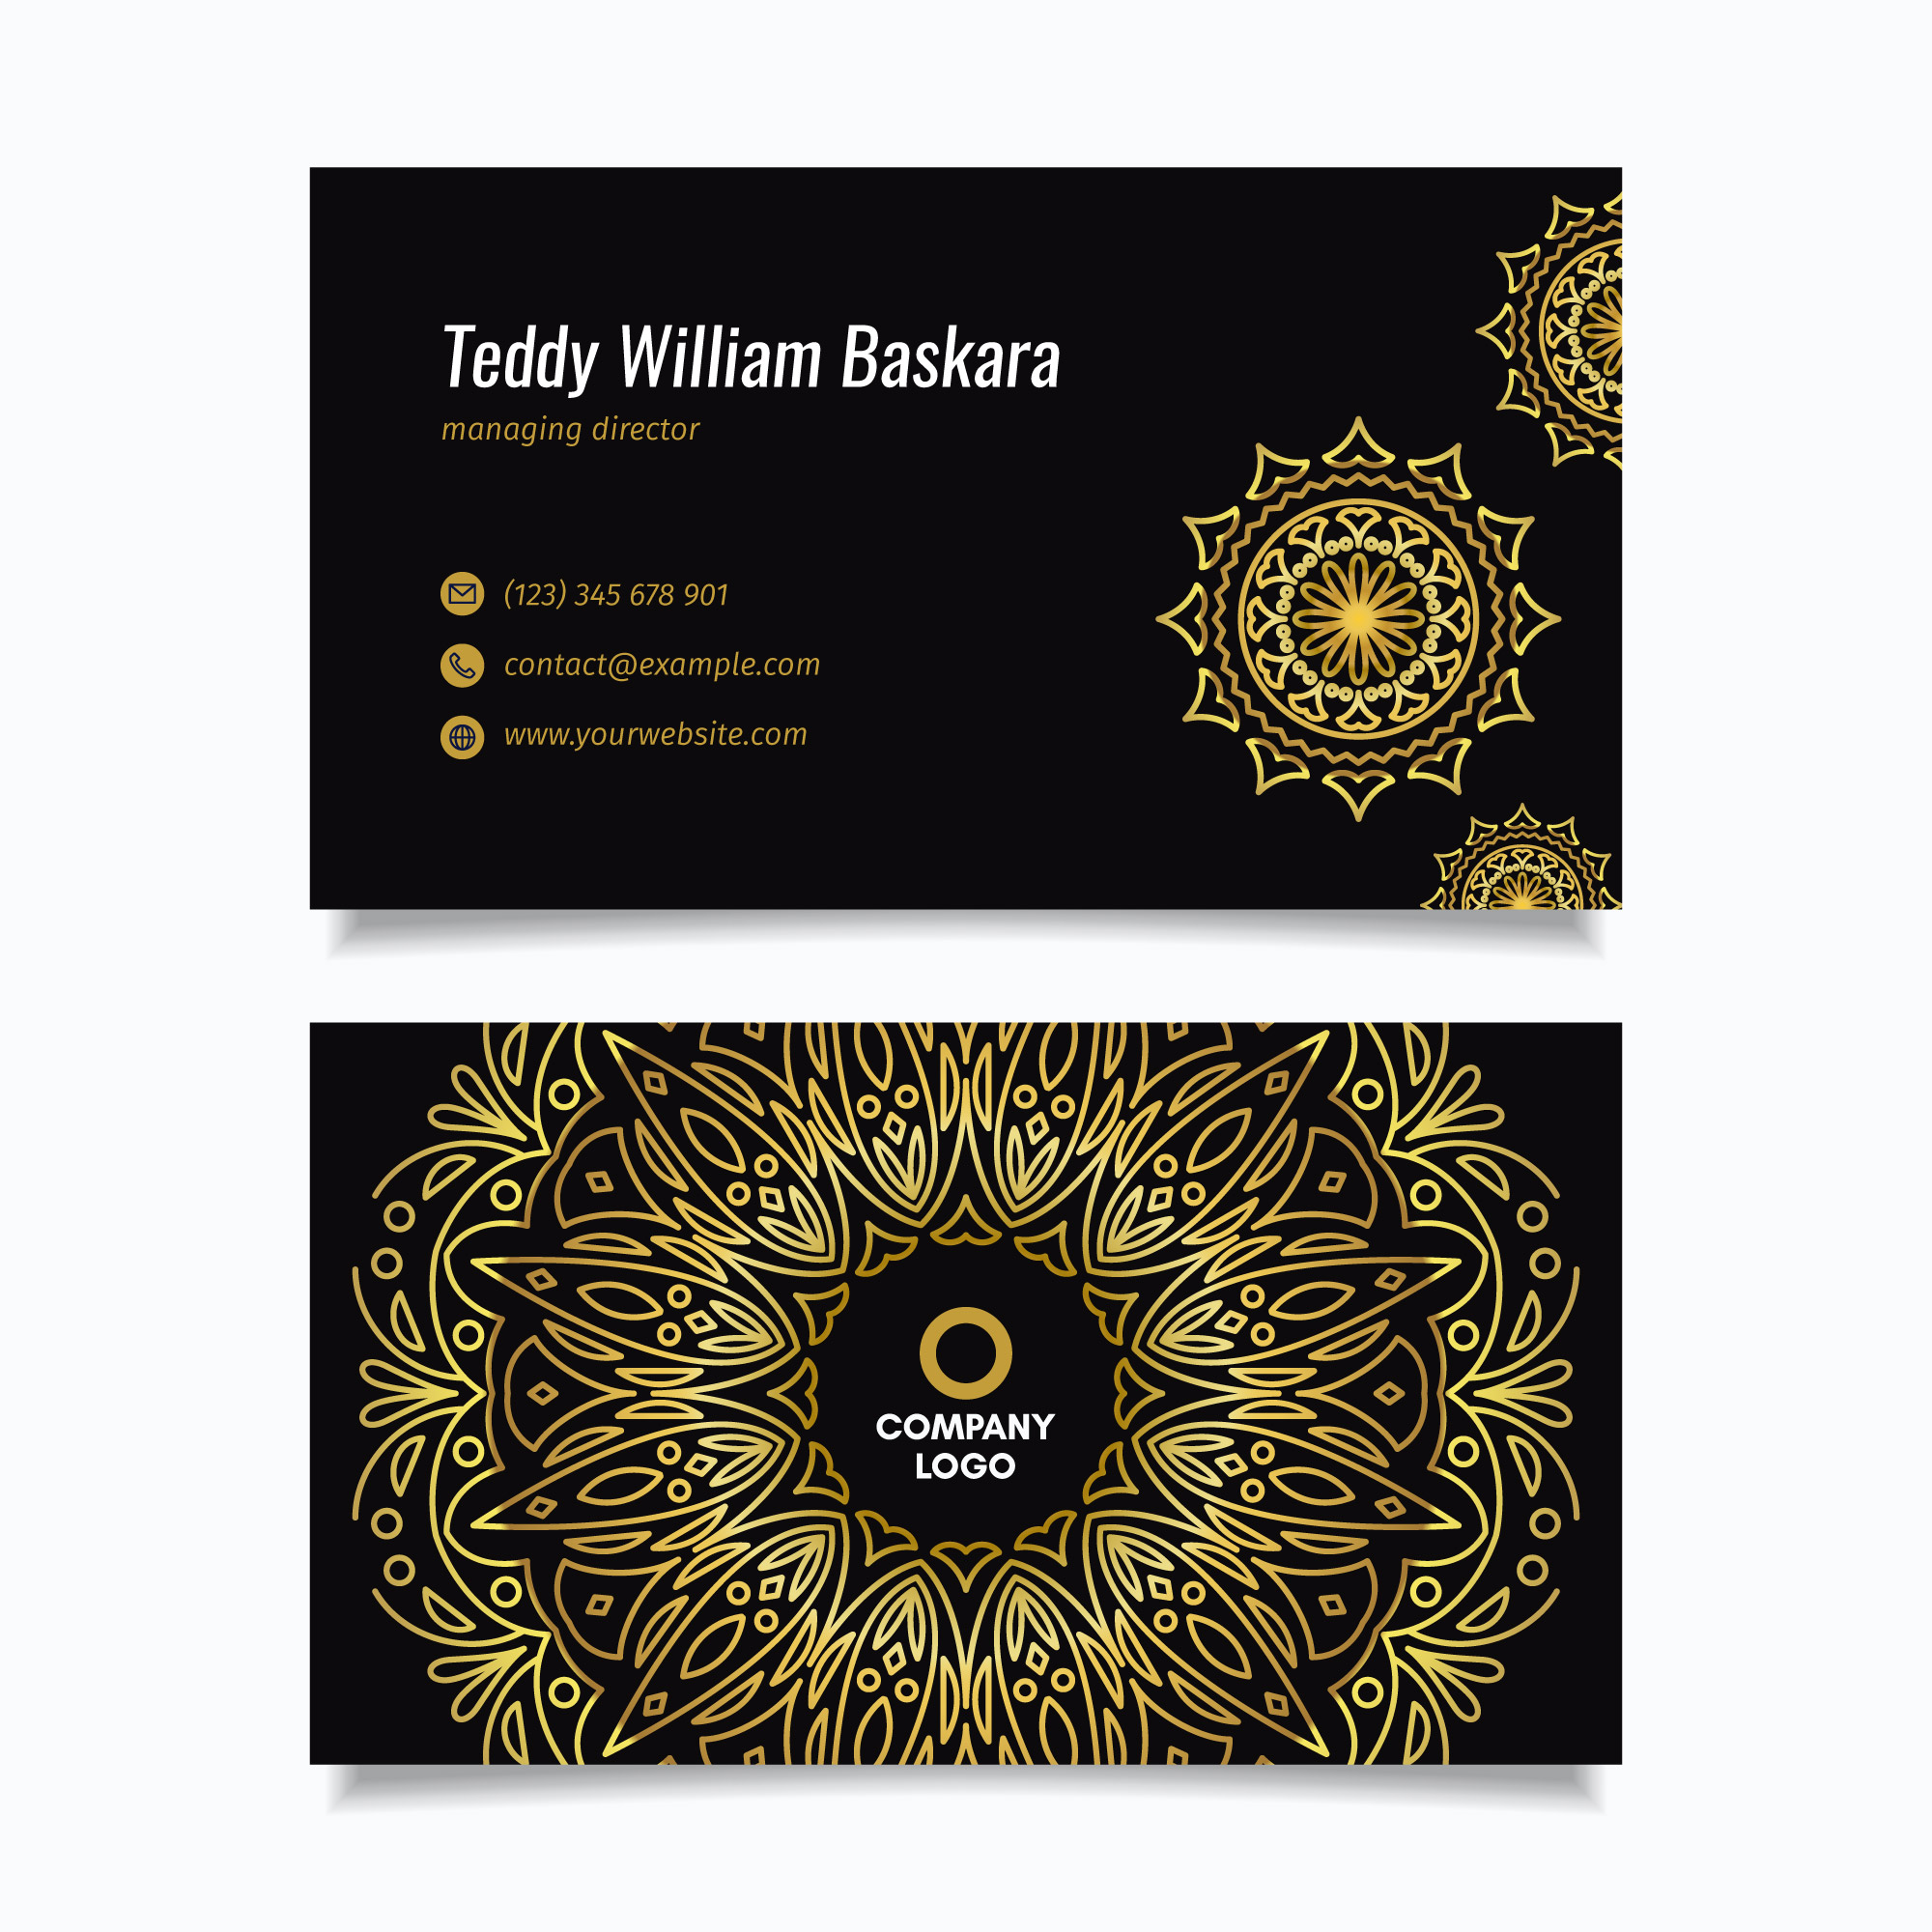 Teddy William Baskara
managing director
(123) 345 678 901
contact@example.com
www.yourwebsite.com
COMPANY
LOGO